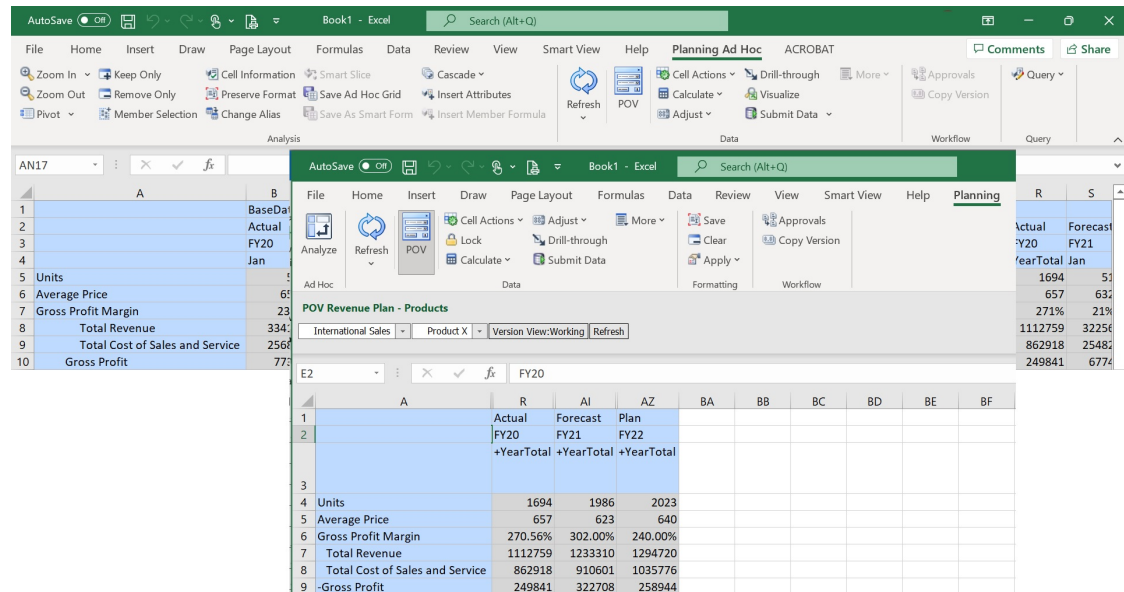 AutoSave Off Book1 - Excel Search (Alt+Q)
File Home Insert Draw Page Layout Formulas Data Review View Smart View Help Planning Ad Hoc ACROBAT Comments Share
Zoom In Keep Only Cell Information Smart Slice Cascade Cell Actions Drill-through More Approvals Query
Zoom Out Remove Only Preserve Format Save Ad Hoc Grid Insert Attributes Refresh POV Calculate Visualize Copy Version
Pivot Member Selection Change Alias Save As Smart Form Insert Member Formula Adjust Submit Data
Analysis Data Workflow Query
AN17 fx
A B R S
1 BaseDat
2 Actual Actual Forecast
3 FY20 FY20 FY21
4 Jan YearTotal Jan
5 Units 1694 51
6 Average Price 657 632
7 Gross Profit Margin 23 271% 21%
8 Total Revenue 3341 1112759 32256
9 Total Cost of Sales and Service 2568 862918 25482
10 Gross Profit 773 249841 6774
AutoSave Off Book1 - Excel Search (Alt+Q)
File Home Insert Draw Page Layout Formulas Data Review View Smart View Help Planning
Analyze Refresh POV Cell Actions Adjust More Save Approvals
Lock Drill-through Clear Copy Version
Calculate Submit Data Apply
Ad Hoc Data Formatting Workflow
POV Revenue Plan - Products
International Sales Product X Version View:Working Refresh
E2 fx FY20
A R AI AZ BA BB BC BD BE BF
1 Actual Forecast Plan
2 FY20 FY21 FY22
3 +YearTotal +YearTotal +YearTotal
4 Units 1694 1986 2023
5 Average Price 657 623 640
6 Gross Profit Margin 270.56% 302.00% 240.00%
7 Total Revenue 1112759 1233310 1294720
8 Total Cost of Sales and Service 862918 910601 1035776
9 -Gross Profit 249841 322708 258944